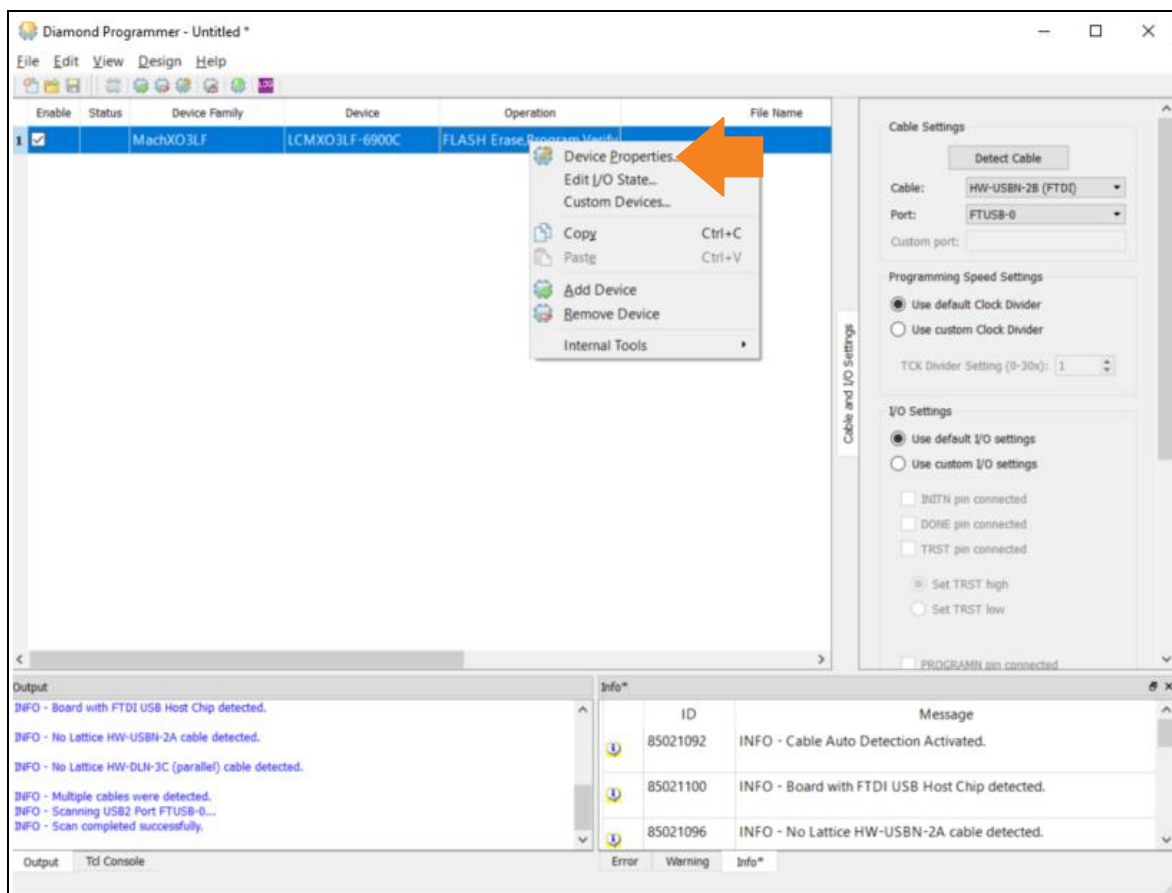 Diamond Programmer - Untitled *
File Edit View Design Help
LOG
Enable Status Device Family Device Operation File Name
1 MachXO3LF LCMXO3LF-6900C FLASH Erase,Program,Verify
Device Properties...
Edit I/O State...
Custom Devices...
Copy Ctrl+C
Paste Ctrl+V
Add Device
Remove Device
Internal Tools
Cable and I/O Settings
Cable Settings
Detect Cable
Cable: HW-USBN-2B (FTDI)
Port: FTUSB-0
Custom port:
Programming Speed Settings
Use default Clock Divider
Use custom Clock Divider
TCK Divider Setting (0-30x): 1
I/O Settings
Use default I/O settings
Use custom I/O settings
INITN pin connected
DONE pin connected
TRST pin connected
Set TRST high
Set TRST low
PROGRAMN pin connected
Output
INFO - Board with FTDI USB Host Chip detected.
INFO - No Lattice HW-USBN-2A cable detected.
INFO - No Lattice HW-DLN-3C (parallel) cable detected.
INFO - Multiple cables were detected.
INFO - Scanning USB2 Port FTUSB-0...
INFO - Scan completed successfully.
Output Tcl Console
Info*
ID Message
85021092 INFO - Cable Auto Detection Activated.
85021100 INFO - Board with FTDI USB Host Chip detected.
85021096 INFO - No Lattice HW-USBN-2A cable detected.
Error Warning Info*